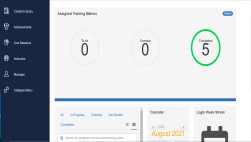 Content Library
Achievements
Live Sessions
Instructor
Manager
Collapse Menu
Assigned Training Metrics
To do
0
Overdue
0
Completed
5
All
In Progress
Overdue
Not Started
Completed
Search for assigned courses and learning paths
Calendar
August 2021
Login Week Streak